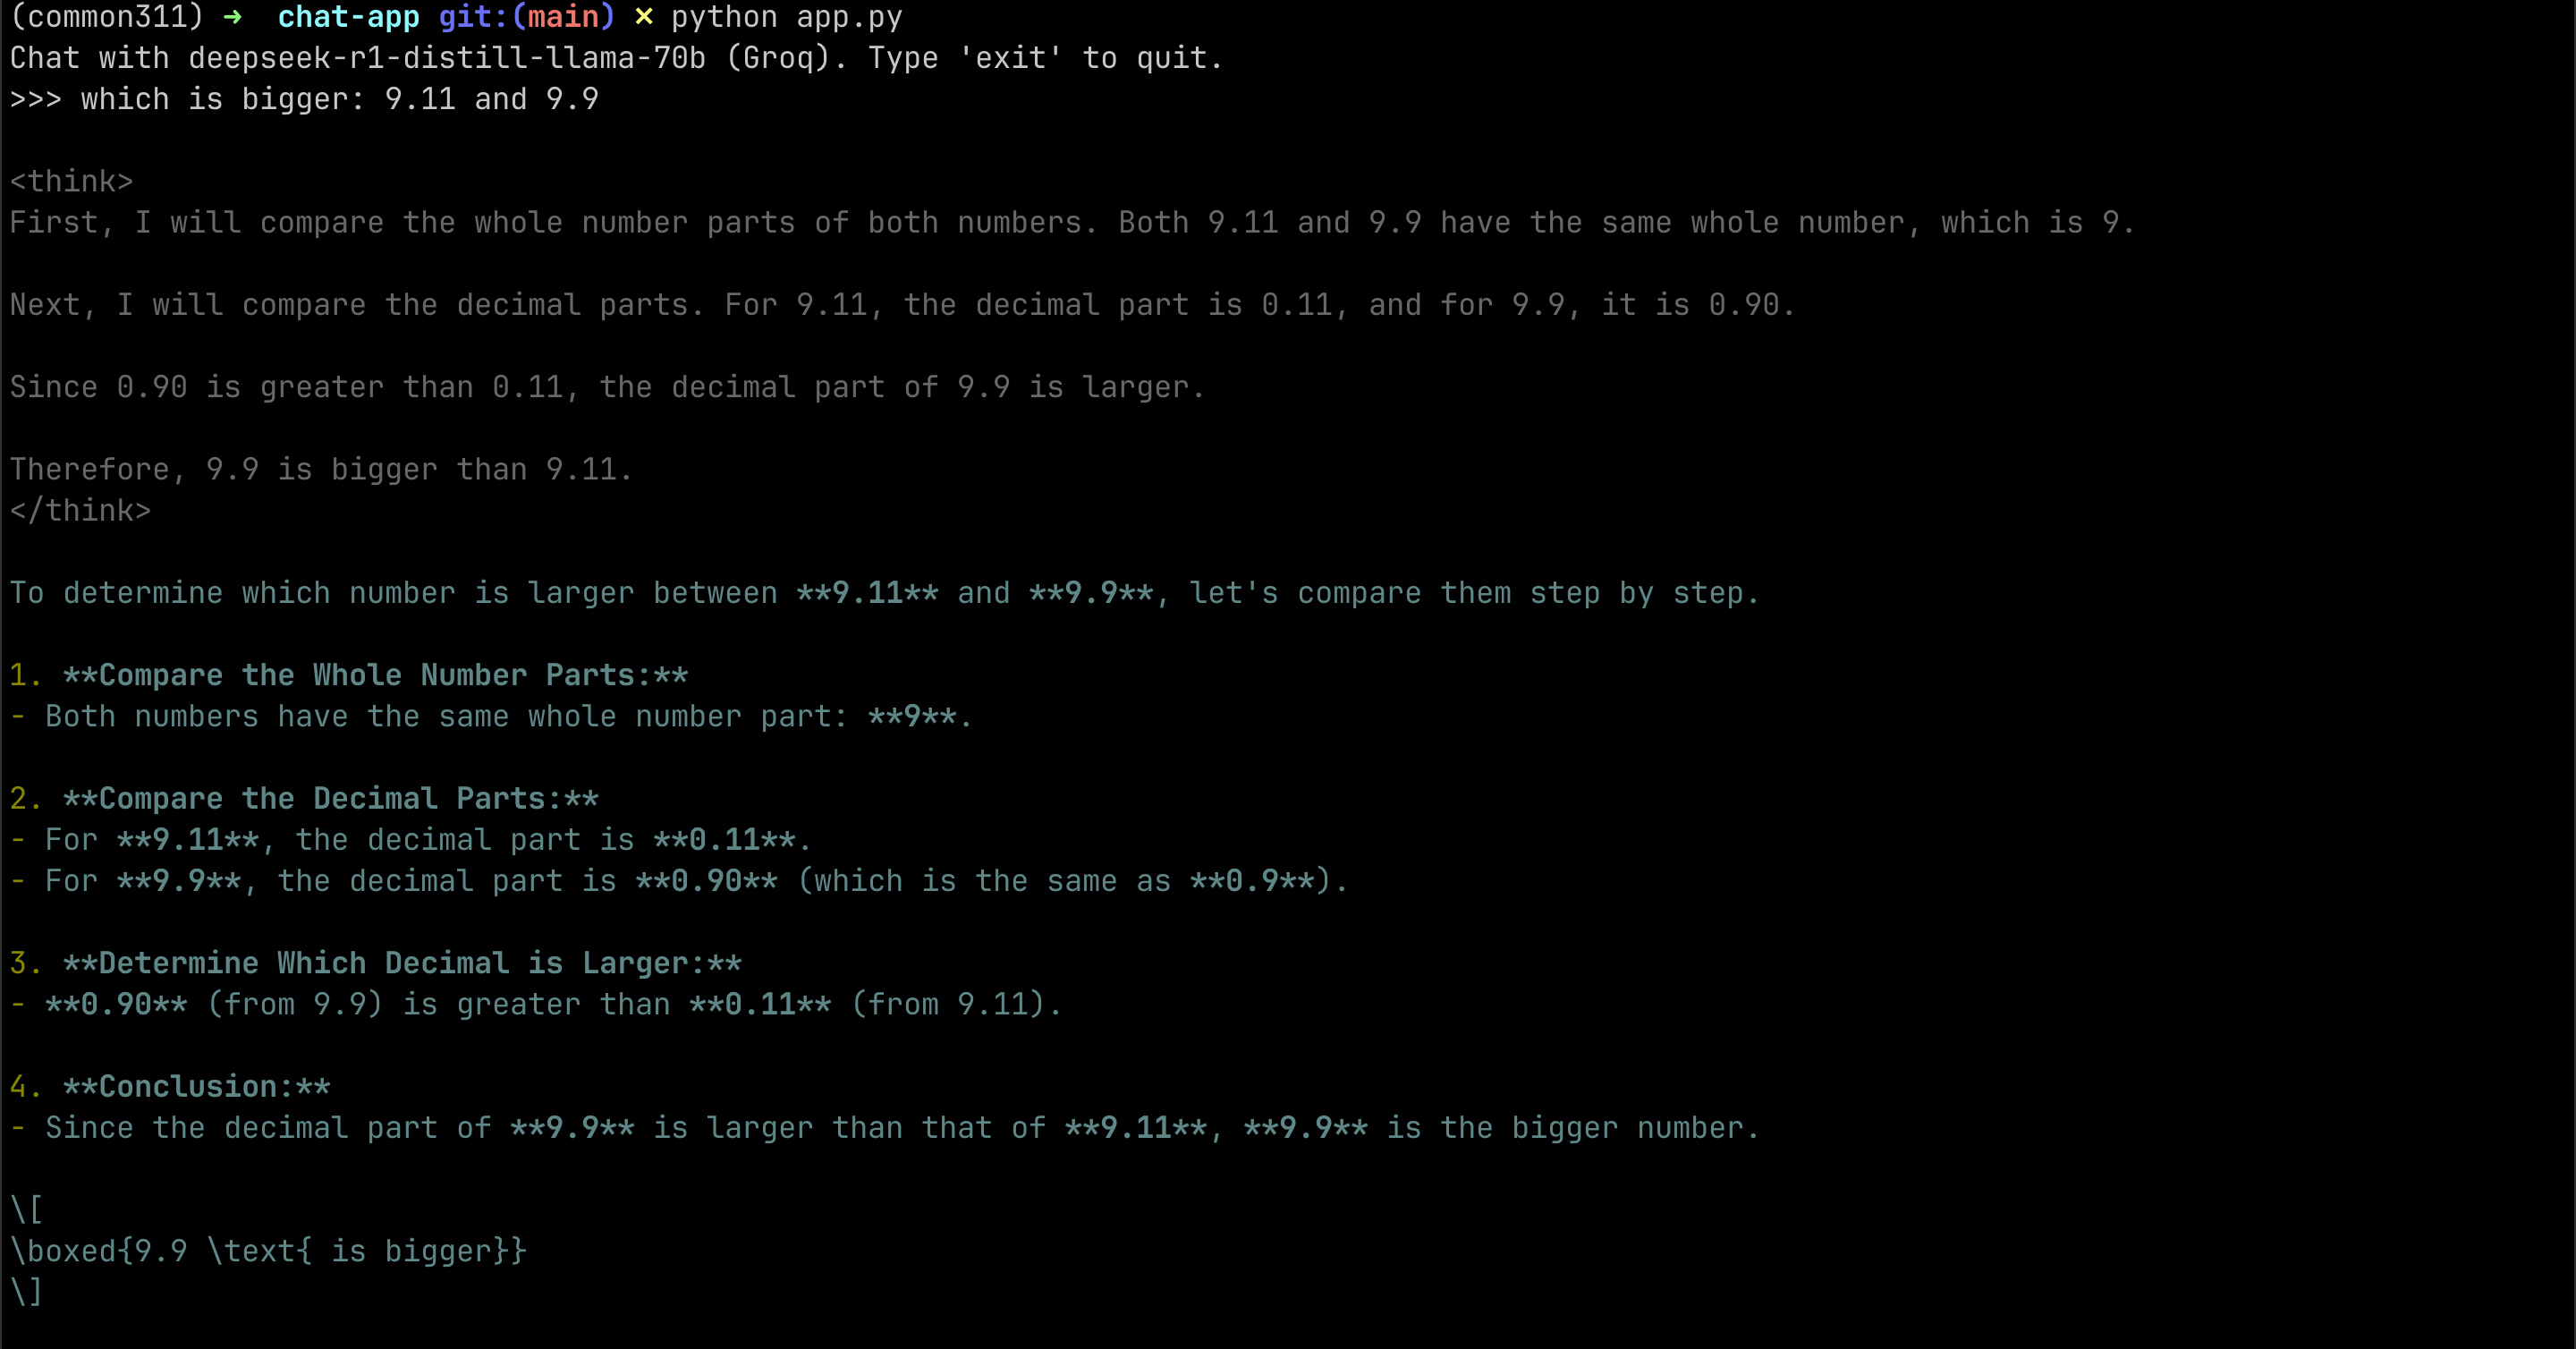 (common311) ➜  chat-app git:(main) ✗ python app.py
Chat with deepseek-r1-distill-llama-70b (Groq). Type 'exit' to quit.
>>> which is bigger: 9.11 and 9.9
<think>
First, I will compare the whole number parts of both numbers. Both 9.11 and 9.9 have the same whole number, which is 9.
Next, I will compare the decimal parts. For 9.11, the decimal part is 0.11, and for 9.9, it is 0.90.
Since 0.90 is greater than 0.11, the decimal part of 9.9 is larger.
Therefore, 9.9 is bigger than 9.11.
</think>
To determine which number is larger between **9.11** and **9.9**, let's compare them step by step.
1. **Compare the Whole Number Parts:**
- Both numbers have the same whole number part: **9**.
2. **Compare the Decimal Parts:**
- For **9.11**, the decimal part is **0.11**.
- For **9.9**, the decimal part is **0.90** (which is the same as **0.9**).
3. **Determine Which Decimal is Larger:**
- **0.90** (from 9.9) is greater than **0.11** (from 9.11).
4. **Conclusion:**
- Since the decimal part of **9.9** is larger than that of **9.11**, **9.9** is the bigger number.
\[
\boxed{9.9 \text{ is bigger}}
\]